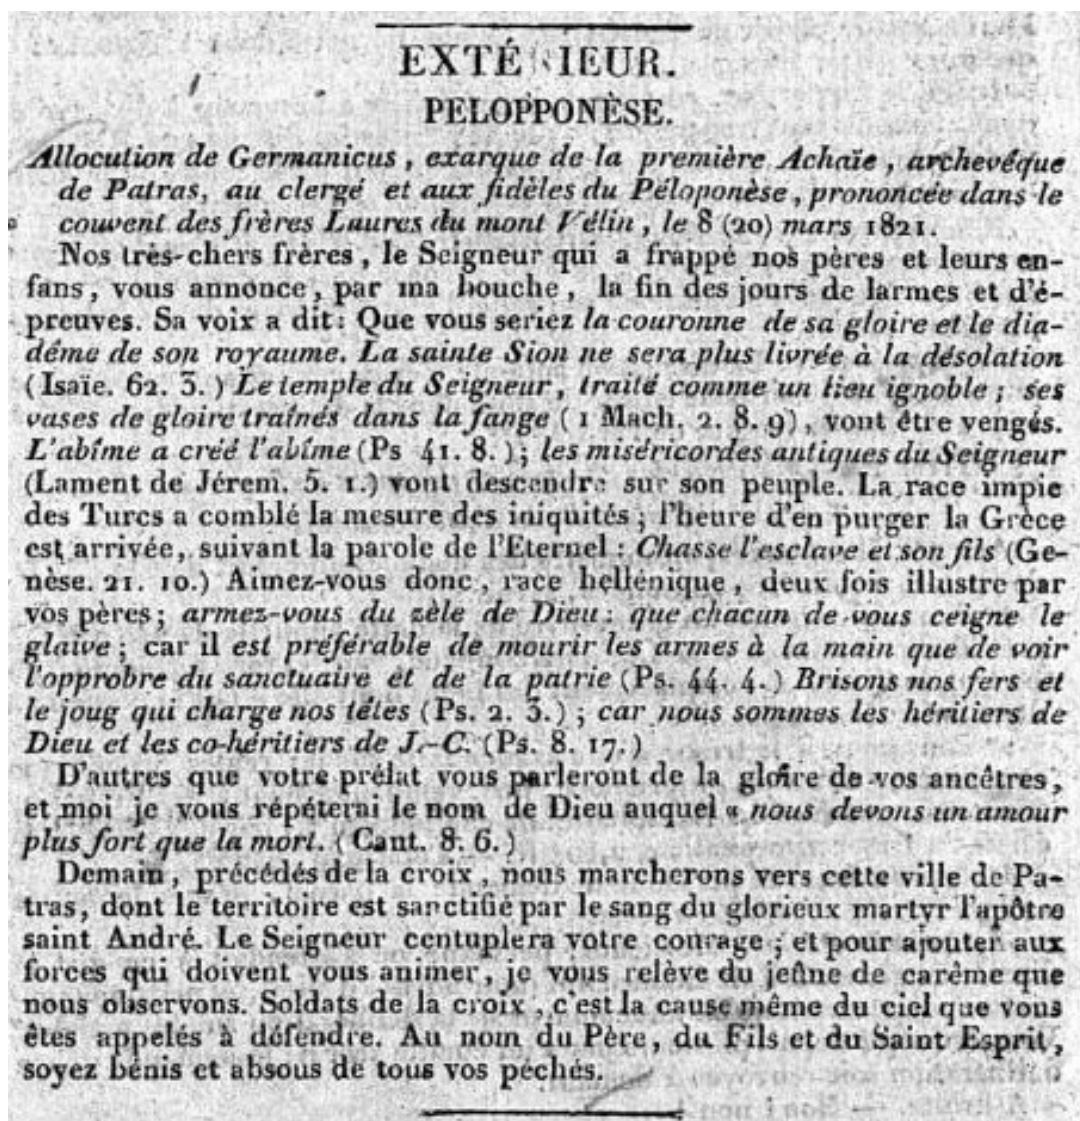 EXTÉRIEUR.
PELOPPONÈSE.
Allocution de Germanicus, exarque de la première Achaïe, archevêque
de Patras, au clergé et aux fidèles du Péloponèse, prononcée dans le
couvent des frères Laures du mont Vélin, le 8 (20) mars 1821.
Nos très-chers frères, le Seigneur qui a frappé nos pères et leurs en-
fans, vous annonce, par ma bouche, la fin des jours de larmes et d'é-
preuves. Sa voix a dit: Que vous seriez la couronne de sa gloire et le dia-
dême de son royaume. La sainte Sion ne sera plus livrée à la désolation
(Isaïe. 62. 3.) Le temple du Seigneur, traité comme un lieu ignoble; ses
vases de gloire traînés dans la fange (1 Mach. 2. 8. 9), vont être vengés.
L'abîme a créé l'abîme (Ps 41. 8.); les miséricordes antiques du Seigneur
(Lament de Jérem. 5. 1.) vont descendre sur son peuple. La race impie
des Turcs a comblé la mesure des iniquités; l'heure d'en purger la Grèce
est arrivée, suivant la parole de l'Eternel: Chasse l'esclave et son fils (Ge-
nèse. 21. 10.) Aimez-vous donc, race hellénique, deux fois illustre par
vos pères; armez-vous du zèle de Dieu: que chacun de vous ceigne le
glaive; car il est préférable de mourir les armes à la main que de voir
l'opprobre du sanctuaire et de la patrie (Ps. 44. 4.) Brisons nos fers et
le joug qui charge nos têtes (Ps. 2. 3.); car nous sommes les héritiers de
Dieu et les co-héritiers de J.-C. (Ps. 8. 17.)
D'autres que votre prélat vous parleront de la gloire de vos ancêtres,
et moi je vous répéterai le nom de Dieu auquel « nous devons un amour
plus fort que la mort. (Cant. 8. 6.)
Demain, précédés de la croix, nous marcherons vers cette ville de Pa-
tras, dont le territoire est sanctifié par le sang du glorieux martyr l'apôtre
saint André. Le Seigneur centuplera votre courage; et pour ajouter aux
forces qui doivent vous animer, je vous relève du jeûne de carême que
nous observons. Soldats de la croix, c'est la cause même du ciel que vous
êtes appelés à défendre. Au nom du Père, du Fils et du Saint Esprit,
soyez bénis et absous de tous vos péchés.